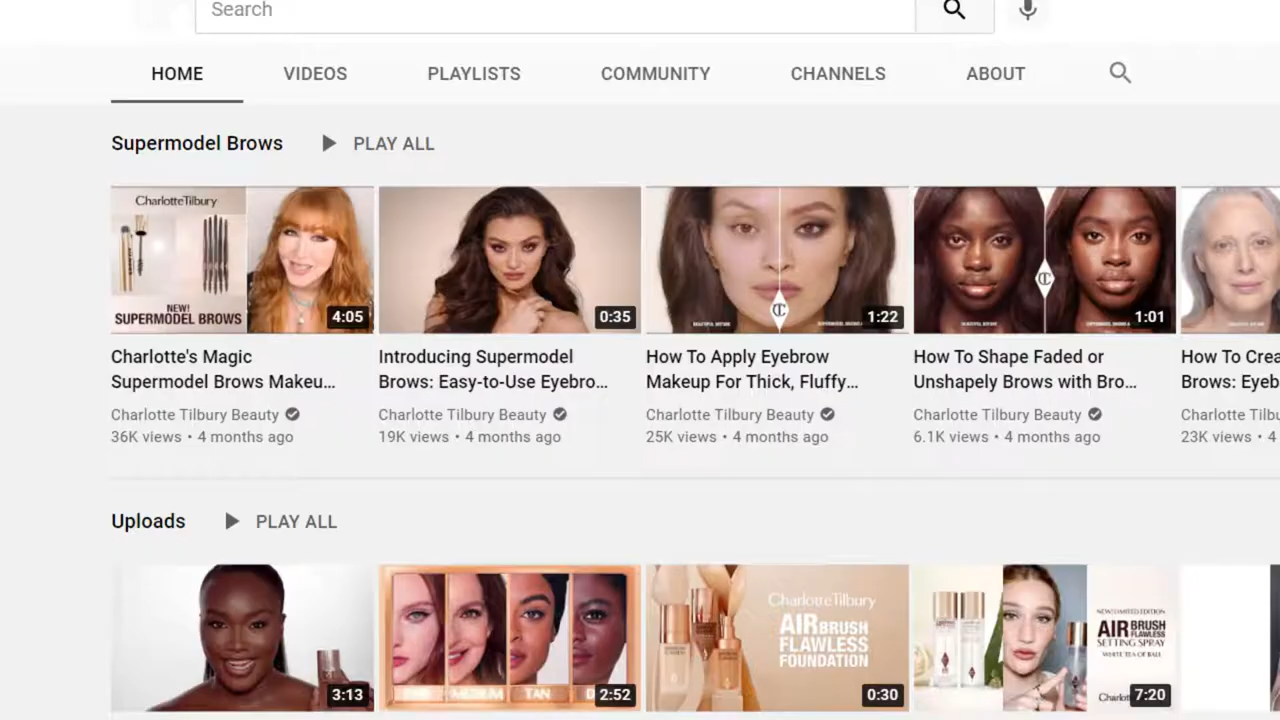 Search
HOME VIDEOS PLAYLISTS COMMUNITY CHANNELS ABOUT
Supermodel Brows PLAY ALL
Charlotte Tilbury
NEW!
SUPERMODEL BROWS
4:05
0:35
1:22
1:01
Charlotte's Magic
Supermodel Brows Makeu...
Charlotte Tilbury Beauty
36K views • 4 months ago
Introducing Supermodel
Brows: Easy-to-Use Eyebro...
Charlotte Tilbury Beauty
19K views • 4 months ago
How To Apply Eyebrow
Makeup For Thick, Fluffy...
Charlotte Tilbury Beauty
25K views • 4 months ago
How To Shape Faded or
Unshapely Brows with Bro...
Charlotte Tilbury Beauty
6.1K views • 4 months ago
How To Crea
Brows: Eyeb
Charlotte Tilb
23K views • 4
Uploads PLAY ALL
3:13
MEDIUM TAN
2:52
Charlotte Tilbury
AIRBRUSH
FLAWLESS
FOUNDATION
0:30
NEW! LIMITED EDITION
AIRBRUSH
FLAWLESS
SETTING SPRAY
Charlot
7:20